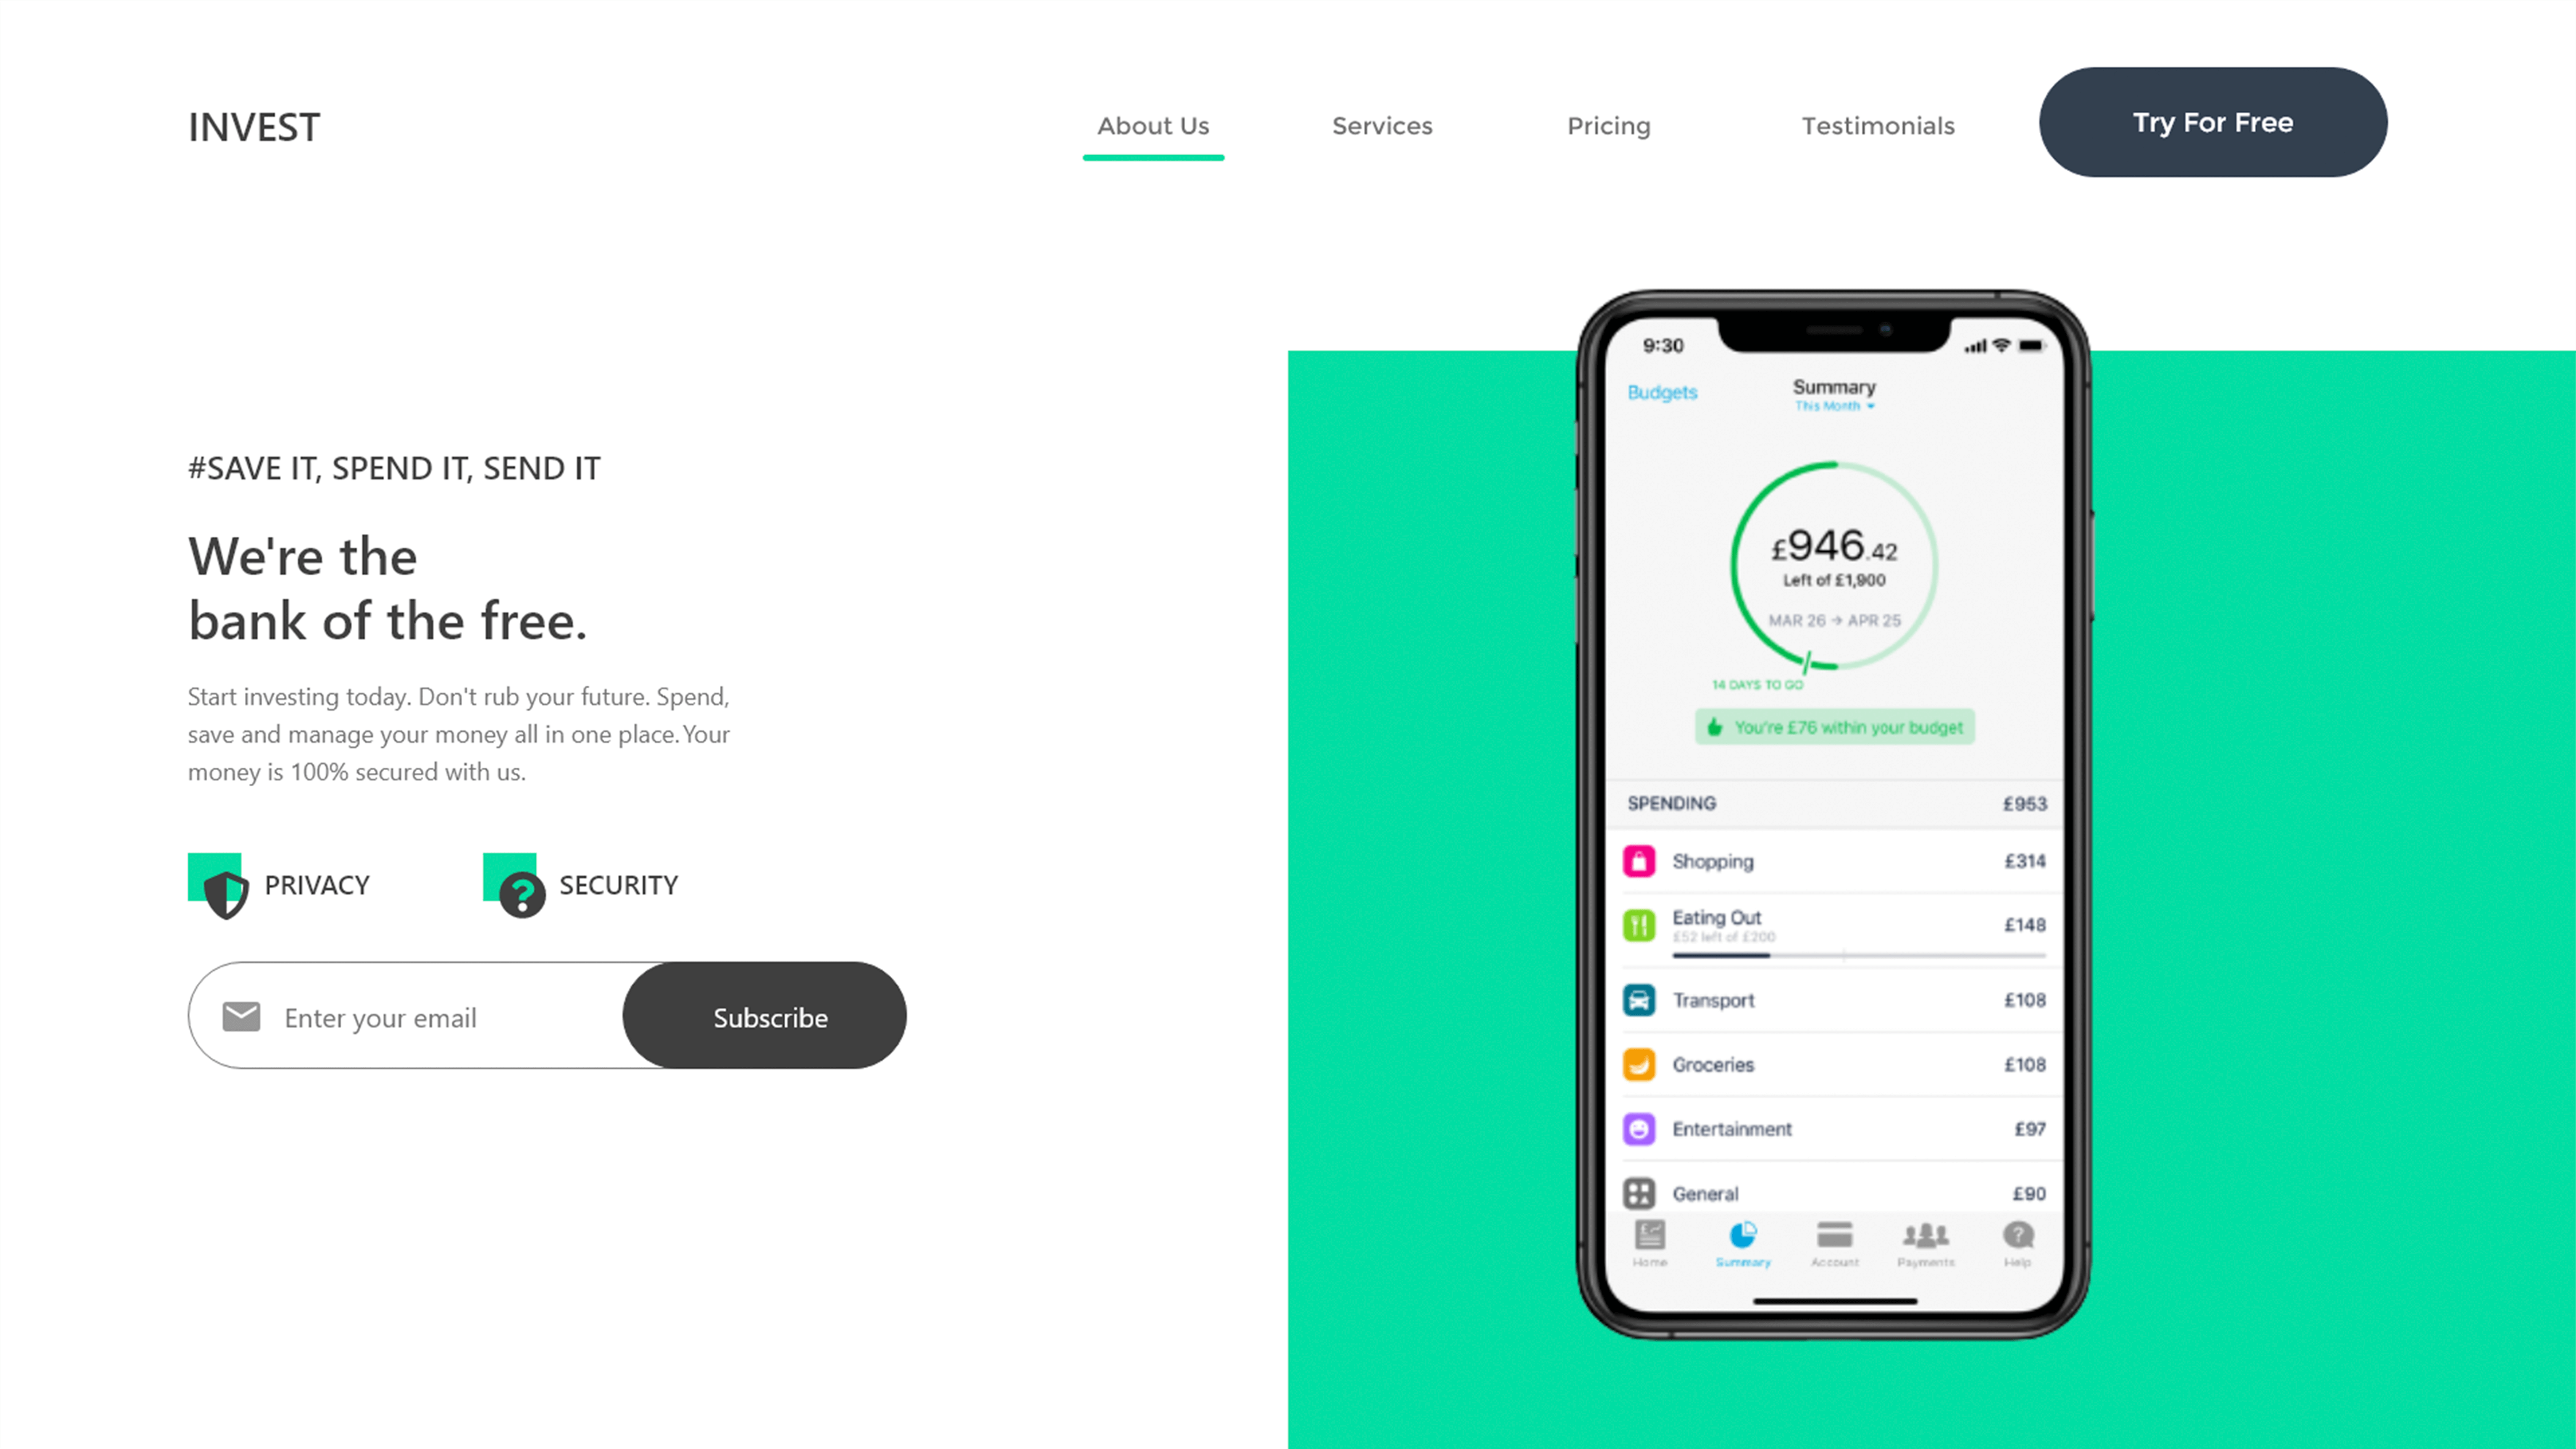 INVEST
About Us
Services
Pricing
Testimonials
Try For Free
#SAVE IT, SPEND IT, SEND IT
We're the
bank of the free.
Start investing today. Don't rub your future. Spend,
save and manage your money all in one place. Your
money is 100% secured with us.
PRIVACY
SECURITY
Enter your email
Subscribe
9:30
Budgets
Summary
This Month
£946.42
Left of £1,900
MAR 26 → APR 25
14 DAYS TO GO
You're £76 within your budget
SPENDING £953
Shopping £314
Eating Out £148
£52 left of £200
Transport £108
Groceries £108
Entertainment £97
General £90
Home
Summary
Account
Payments
Help